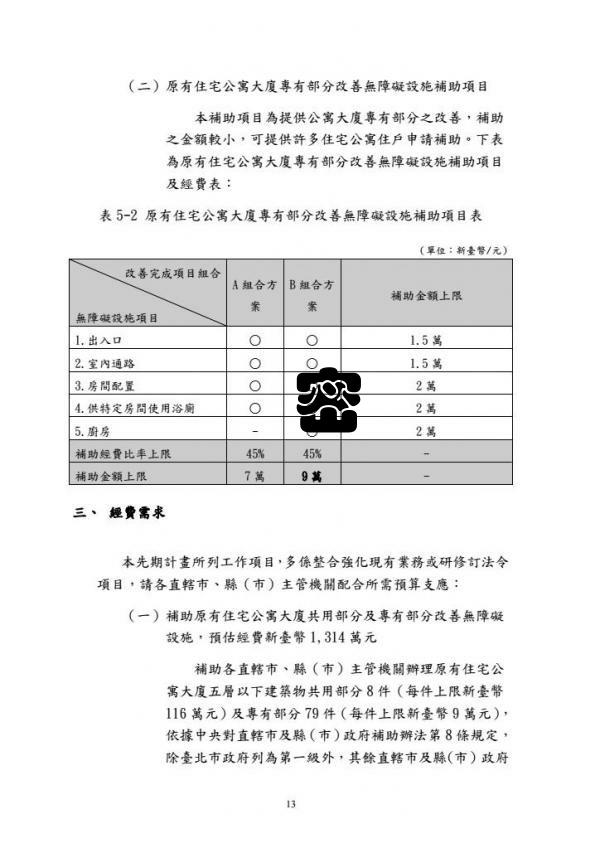 （二）原有住宅公寓大廈專有部分改善無障礙設施補助項目
本補助項目為提供公寓大廈專有部分之改善，補助
之金額較小，可提供許多住宅公寓住戶申請補助。下表
為原有住宅公寓大廈專有部分改善無障礙設施補助項目
及經費表：
表 5-2 原有住宅公寓大廈專有部分改善無障礙設施補助項目表
（單位：新臺幣/元）
改善完成項目組合
無障礙設施項目
A 組合方案 B 組合方案 補助金額上限
1.出入口 ○ ○ 1.5 萬
2.室內通路 ○ ○ 1.5 萬
3.房間配置 ○ 2 萬
4.供特定房間使用浴廁 ○ 2 萬
5.廚房 - ○ 2 萬
補助經費比率上限 45% 45% -
補助金額上限 7 萬 9 萬 -
三、 經費需求
本先期計畫所列工作項目，多係整合強化現有業務或研修訂法令
項目，請各直轄市、縣（市）主管機關配合所需預算支應：
（一）補助原有住宅公寓大廈共用部分及專有部分改善無障礙
設施，預估經費新臺幣 1,314 萬元
補助各直轄市、縣（市）主管機關辦理原有住宅公
寓大廈五層以下建築物共用部分 8 件（每件上限新臺幣
116 萬元）及專有部分 79 件（每件上限新臺幣 9 萬元），
依據中央對直轄市及縣（市）政府補助辦法第 8 條規定，
除臺北市政府列為第一級外，其餘直轄市及縣(市）政府
13